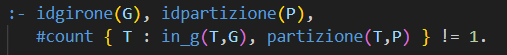 :- idgirone(G), idpartizione(P),
#count { T : in_g(T,G), partizione(T,P) } != 1.